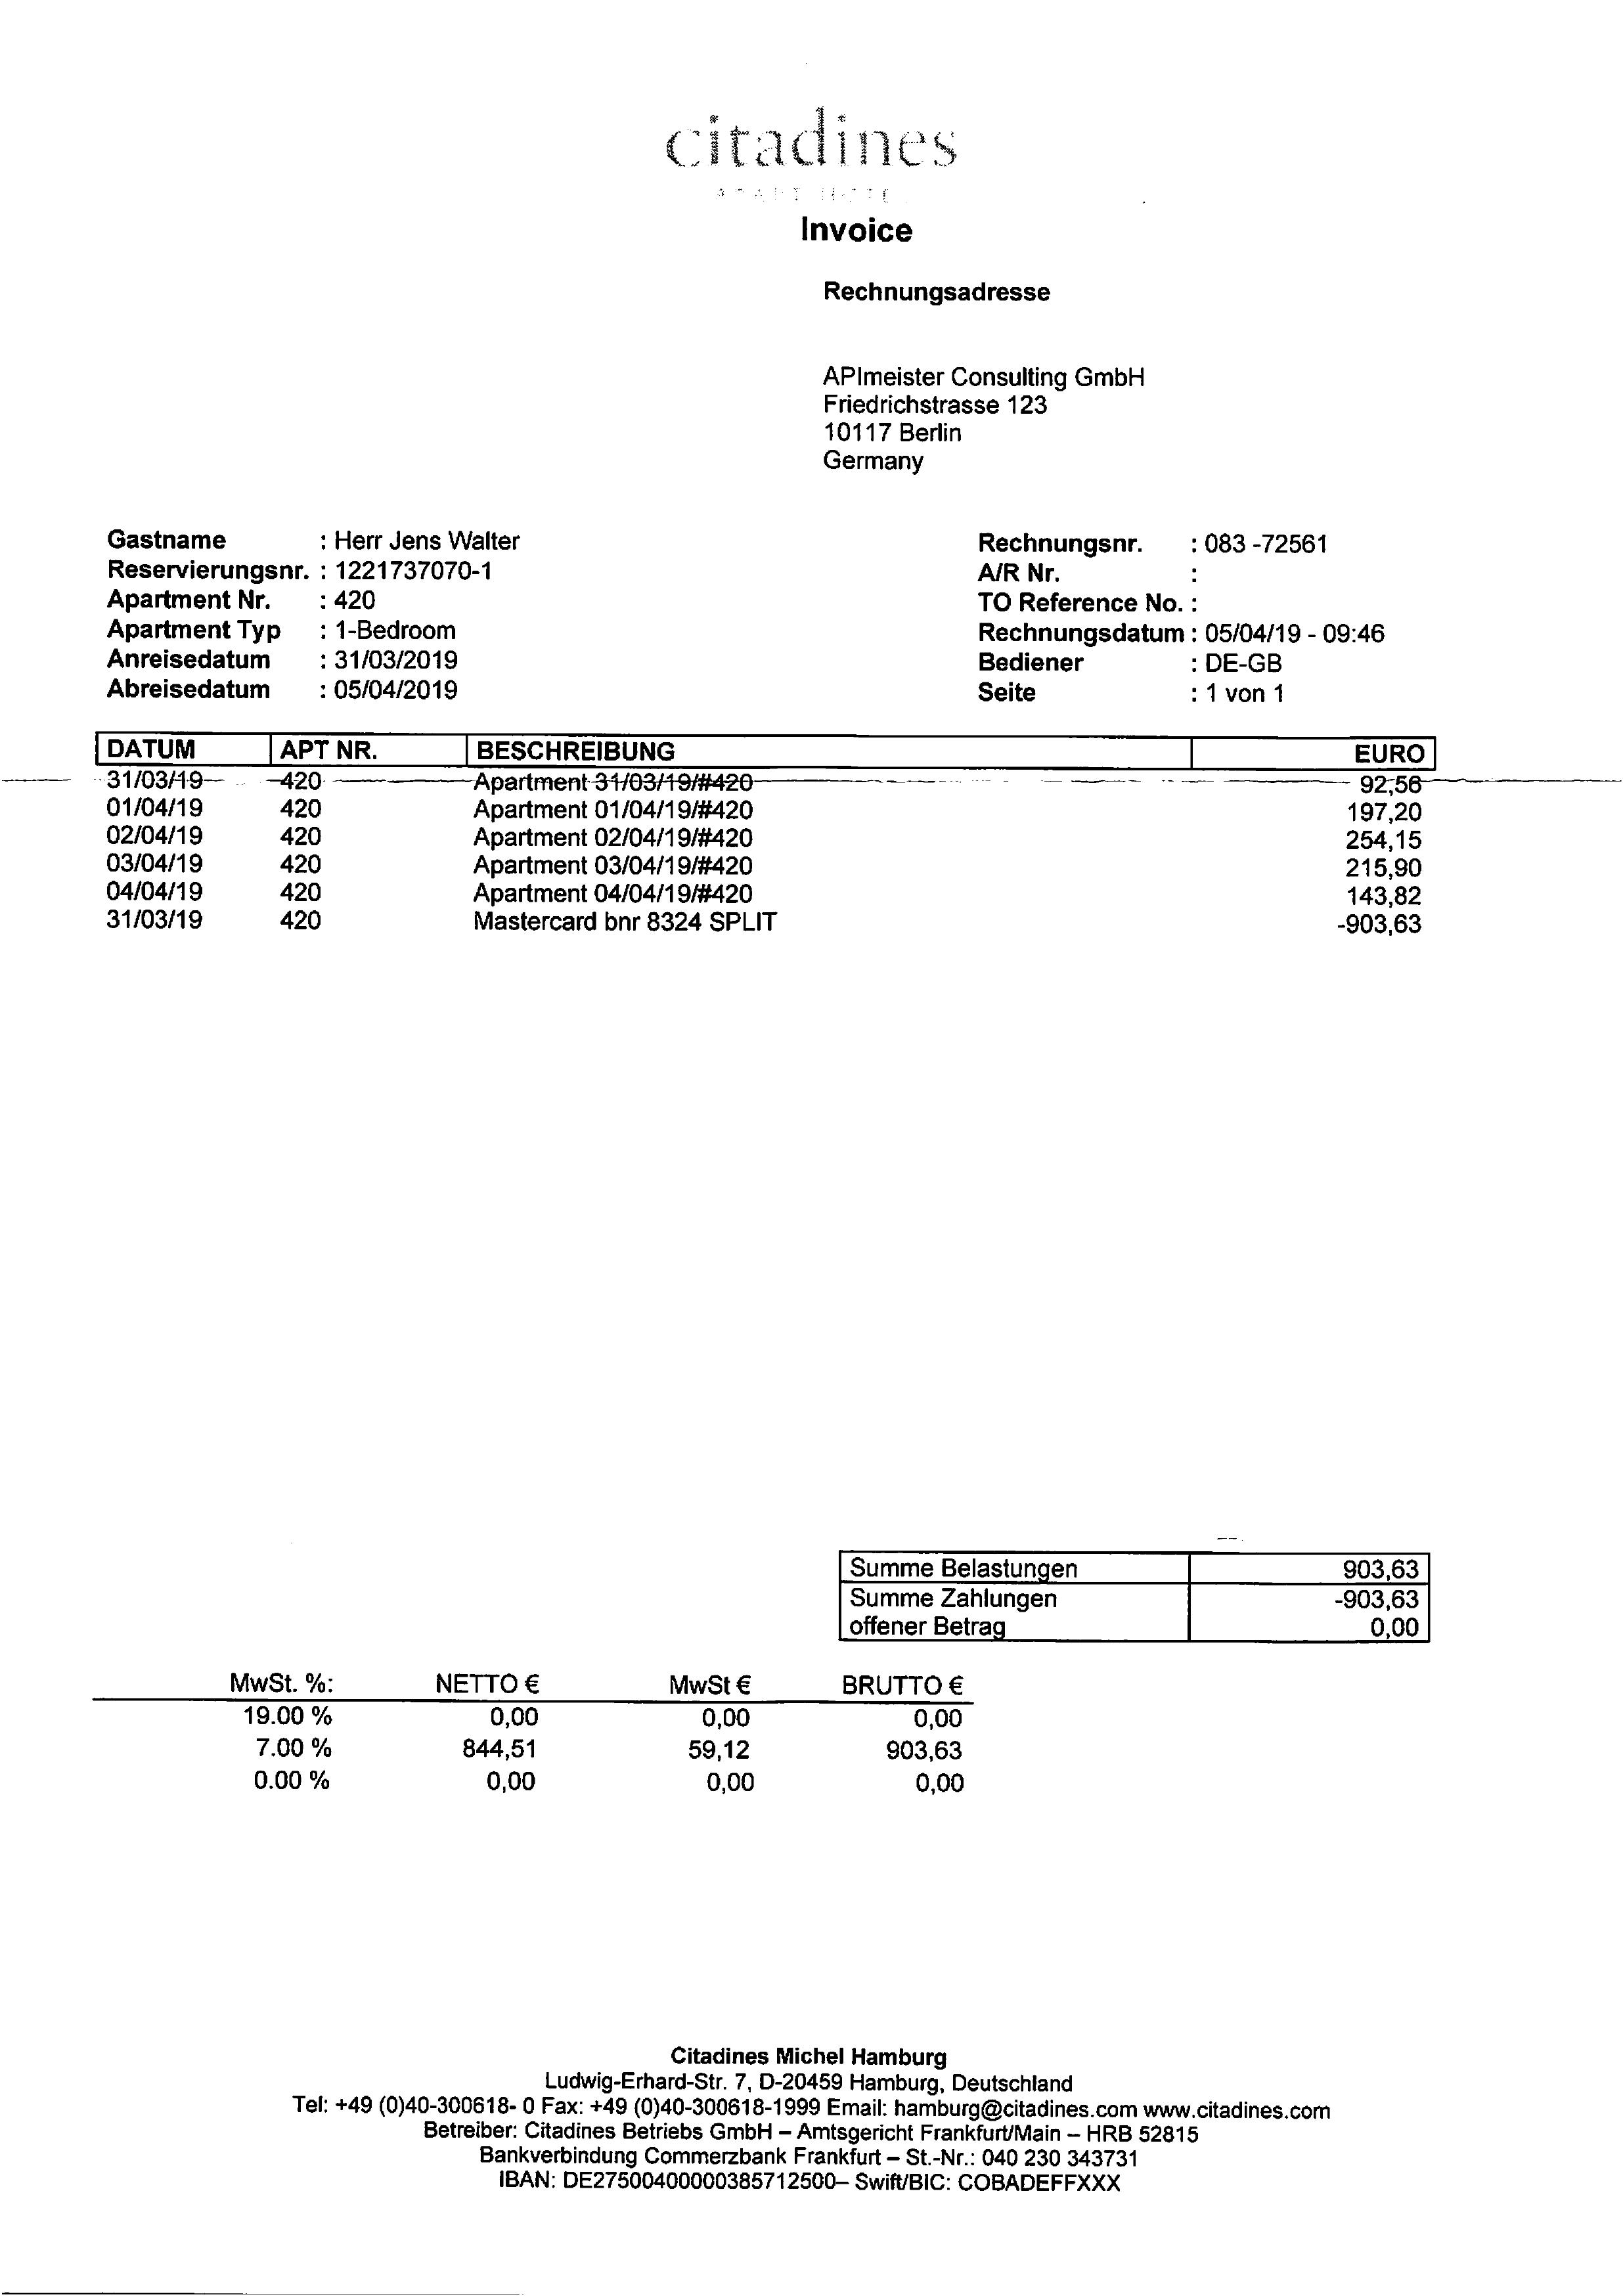 citadines
Invoice
Rechnungsadresse
APImeister Consulting GmbH
Friedrichstrasse 123
10117 Berlin
Germany
Gastname : Herr Jens Walter
Reservierungsnr. : 1221737070-1
Apartment Nr. : 420
Apartment Typ : 1-Bedroom
Anreisedatum : 31/03/2019
Abreisedatum : 05/04/2019
Rechnungsnr. : 083 -72561
A/R Nr. :
TO Reference No. :
Rechnungsdatum : 05/04/19 - 09:46
Bediener : DE-GB
Seite : 1 von 1
DATUM APT NR. BESCHREIBUNG EURO
31/03/19 420 Apartment 31/03/19/#420 92,56
01/04/19 420 Apartment 01/04/19/#420 197,20
02/04/19 420 Apartment 02/04/19/#420 254,15
03/04/19 420 Apartment 03/04/19/#420 215,90
04/04/19 420 Apartment 04/04/19/#420 143,82
31/03/19 420 Mastercard bnr 8324 SPLIT -903,63
Summe Belastungen 903,63
Summe Zahlungen -903,63
offener Betrag 0,00
MwSt. %: NETTO € MwSt € BRUTTO €
19.00 % 0,00 0,00 0,00
7.00 % 844,51 59,12 903,63
0.00 % 0,00 0,00 0,00
Citadines Michel Hamburg
Ludwig-Erhard-Str. 7, D-20459 Hamburg, Deutschland
Tel: +49 (0)40-300618- 0 Fax: +49 (0)40-300618-1999 Email: hamburg@citadines.com www.citadines.com
Betreiber: Citadines Betriebs GmbH – Amtsgericht Frankfurt/Main – HRB 52815
Bankverbindung Commerzbank Frankfurt – St.-Nr.: 040 230 343731
IBAN: DE27500400000385712500– Swift/BIC: COBADEFFXXX